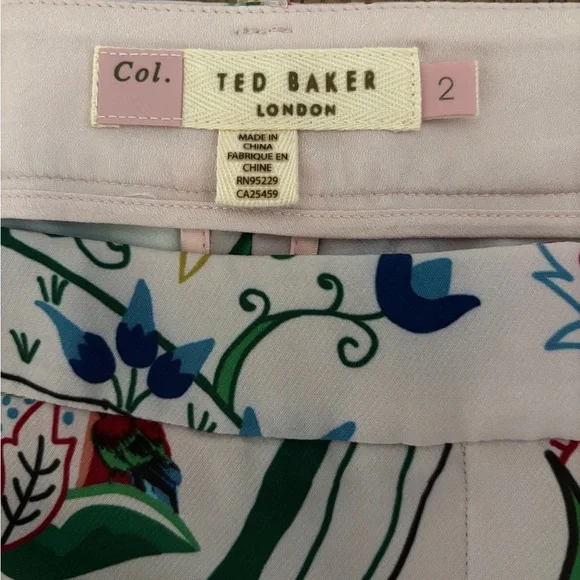 Col.
TED BAKER
LONDON
2
MADE IN
CHINA
FABRIQUE EN
CHINE
RN95229
CA25459